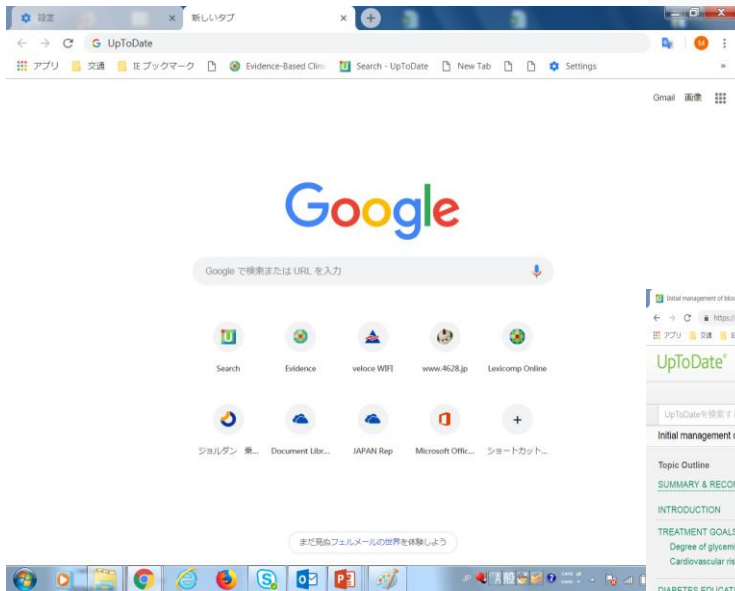 設定
新しいタブ
UpToDate
アプリ 交通 IE ブックマーク Evidence-Based Clin Search - UpToDate New Tab Settings
Gmail 画像
Google
Google で検索または URL を入力
Search Evidence veloce WIFI www.4628.jp Lexicomp Online
ジョルダン 乗... Document Libr... JAPAN Rep Microsoft Offic... ショートカット...
まだ見ぬフェルメールの世界を体験しよう
JP A 般
Initial management of bloo
https://
アプリ 交通
UpToDate®
UpToDateを検索す
Initial management
Topic Outline
SUMMARY & RECO
INTRODUCTION
TREATMENT GOALS
Degree of glycemi
Cardiovascular ris
DIABETES EDUCAT